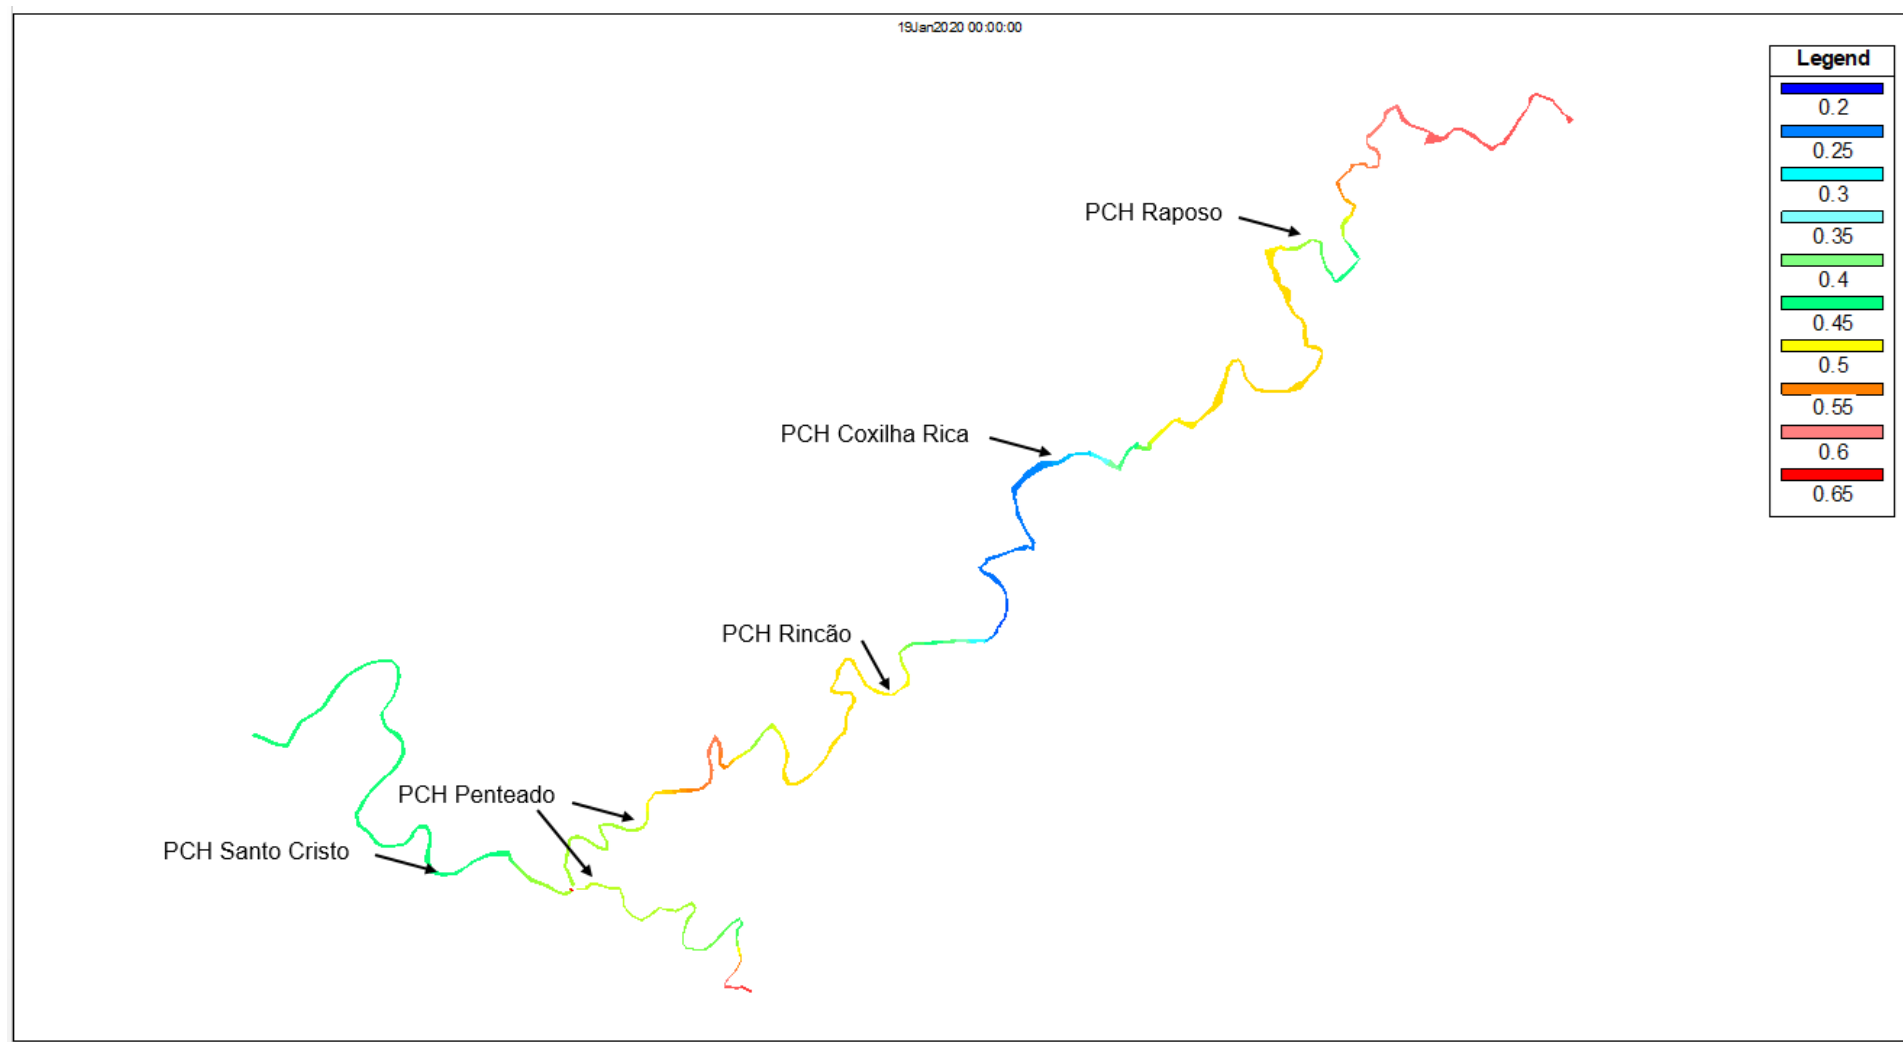 19Jan2020 00:00:00
Legend
0.2
0.25
0.3
0.35
0.4
0.45
0.5
0.55
0.6
0.65
PCH Raposo
PCH Coxilha Rica
PCH Rincão
PCH Penteado
PCH Santo Cristo